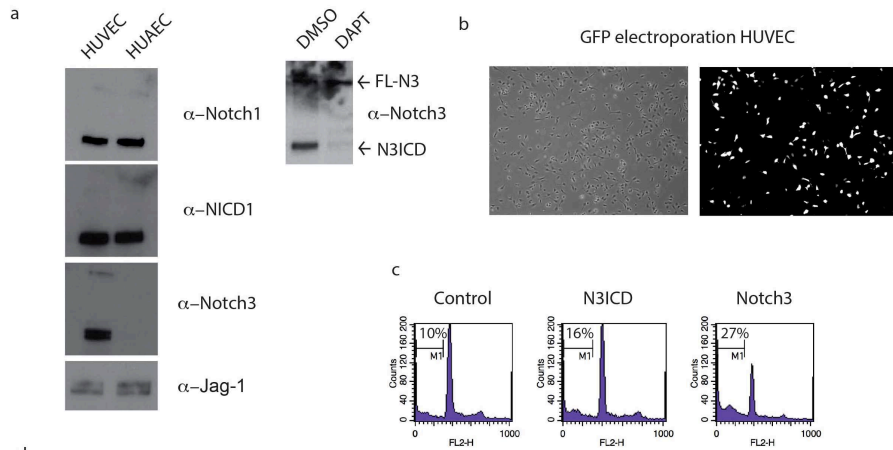 a
HUVEC
HUAEC
α–Notch1
α–NICD1
α–Notch3
α–Jag-1
DMSO
DAPT
← FL-N3
α–Notch3
← N3ICD
b
GFP electroporation HUVEC
c
Control
10%
M1
Counts
0 40 80 120 160 200
0 1000
FL2-H
N3ICD
16%
M1
Counts
0 40 80 120 160 200
0 1000
FL2-H
Notch3
27%
M1
Counts
0 40 80 120 160 200
0 1000
FL2-H